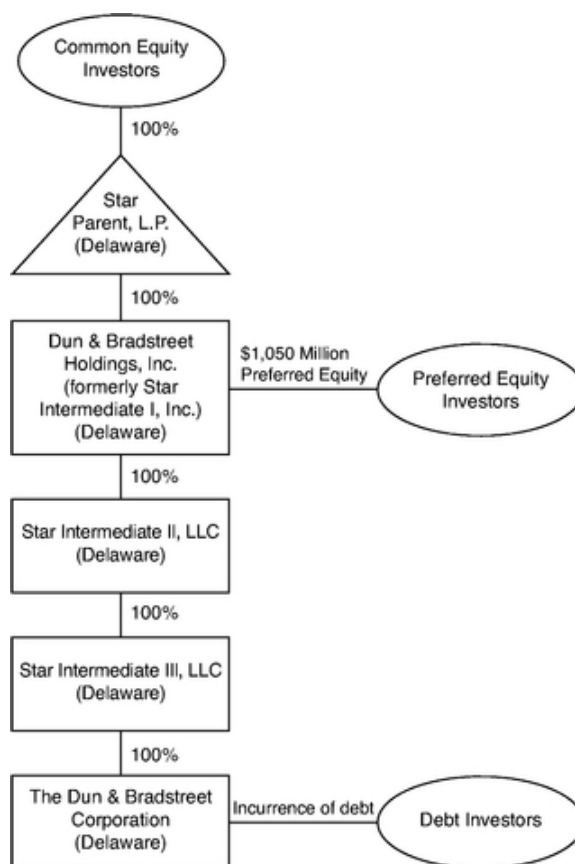 Common Equity
Investors
100%
Star
Parent, L.P.
(Delaware)
100%
Dun & Bradstreet
Holdings, Inc.
(formerly Star
Intermediate I, Inc.)
(Delaware)
$1,050 Million
Preferred Equity
Preferred Equity
Investors
100%
Star Intermediate II, LLC
(Delaware)
100%
Star Intermediate III, LLC
(Delaware)
100%
The Dun & Bradstreet
Corporation
(Delaware)
Incurrence of debt
Debt Investors